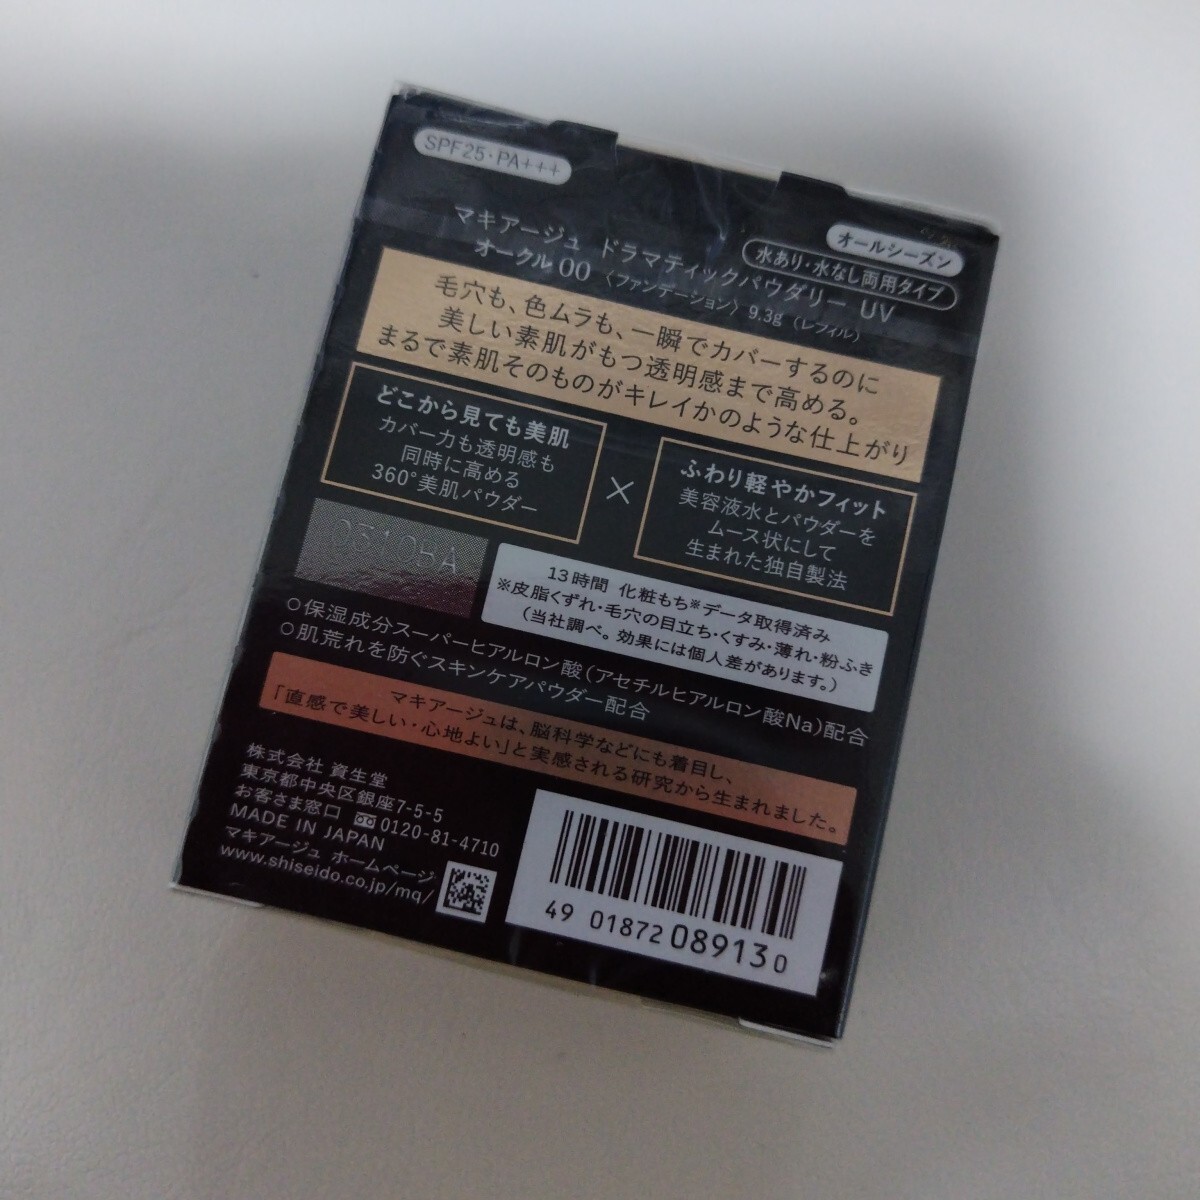 SPF25・PA+++
オールシーズン
水あり・水なし両用タイプ
マキアージュ ドラマティックパウダリー UV
オークル00 〈ファンデーション〉 9.3g （レフィル）
毛穴も、色ムラも、一瞬でカバーするのに
美しい素肌がもつ透明感まで高める。
まるで素肌そのものがキレイかのような仕上がり
どこから見ても美肌
カバー力も透明感も
同時に高める
360°美肌パウダー
×
ふわり軽やかフィット
美容液水とパウダーを
ムース状にして
生まれた独自製法
0310BA
13時間 化粧もち※データ取得済み
※皮脂くずれ・毛穴の目立ち・くすみ・薄れ・粉ふき
（当社調べ。効果には個人差があります。）
○保湿成分スーパーヒアルロン酸（アセチルヒアルロン酸Na）配合
○肌荒れを防ぐスキンケアパウダー配合
マキアージュは、脳科学などにも着目し、
「直感で美しい・心地よい」と実感される研究から生まれました。
株式会社 資生堂
東京都中央区銀座7-5-5
お客さま窓口 0120-81-4710
MADE IN JAPAN
マキアージュ ホームページ
www.shiseido.co.jp/mq/
49 01872 08913 0